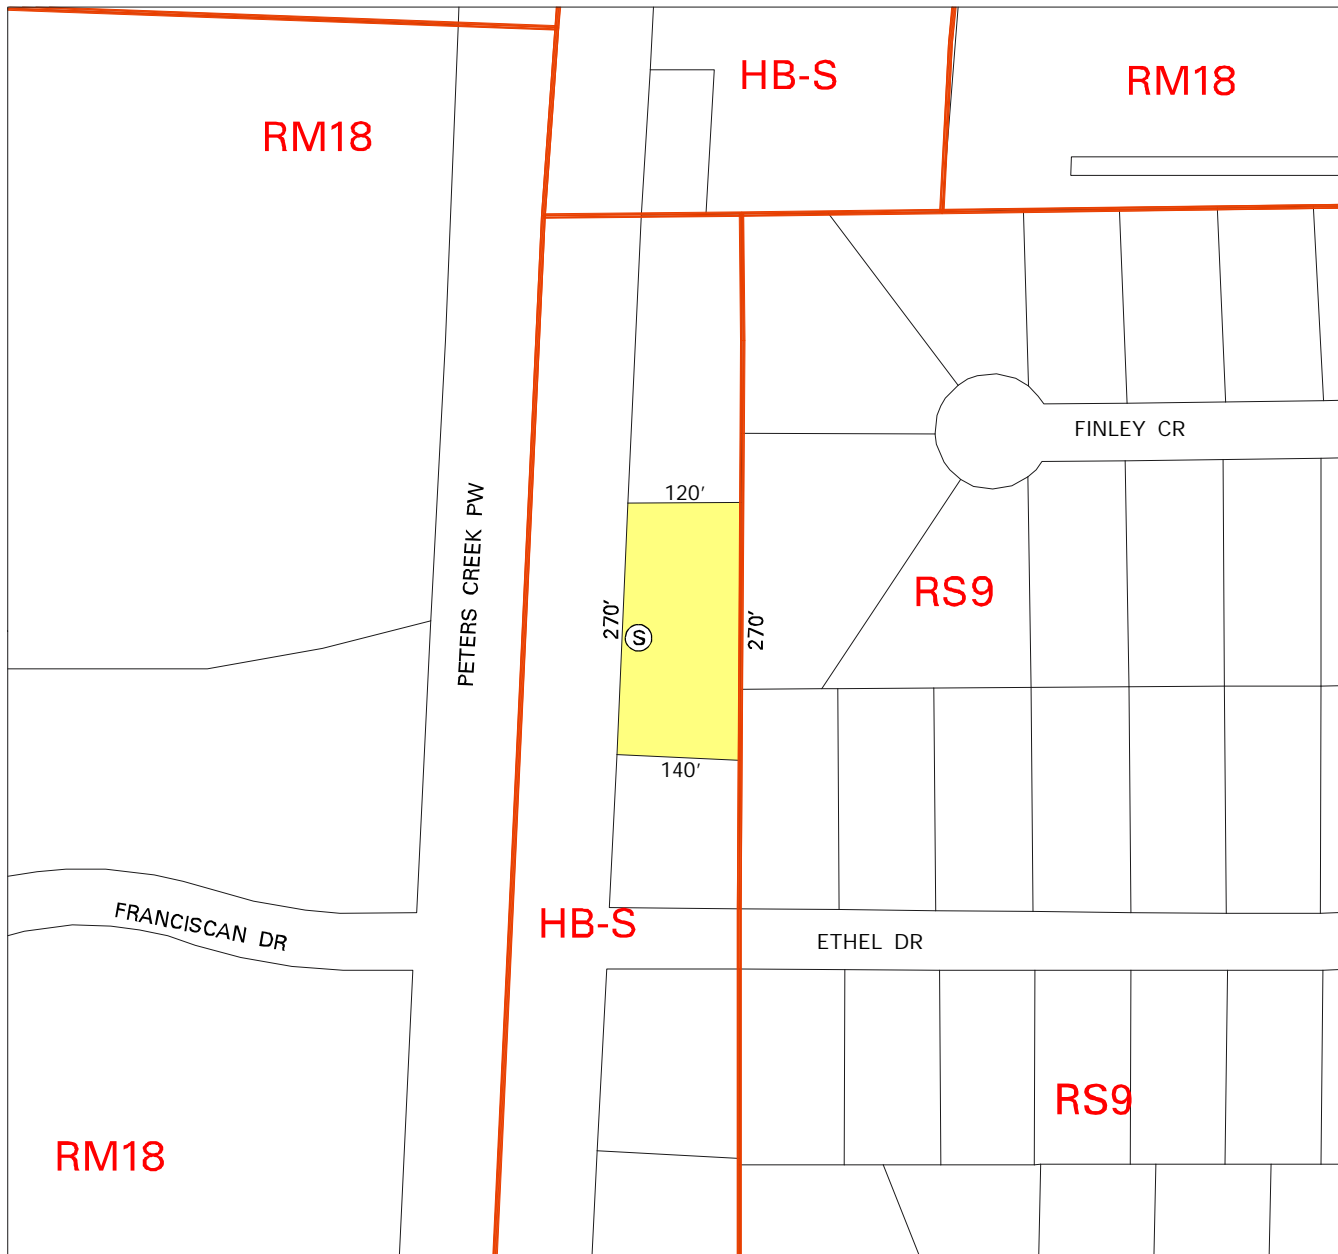 HB-S
RM18
RM18
FINLEY CR
120'
PETERS CREEK PW
RS9
270'
S
270'
140'
FRANCISCAN DR
HB-S
ETHEL DR
RS9
RM18